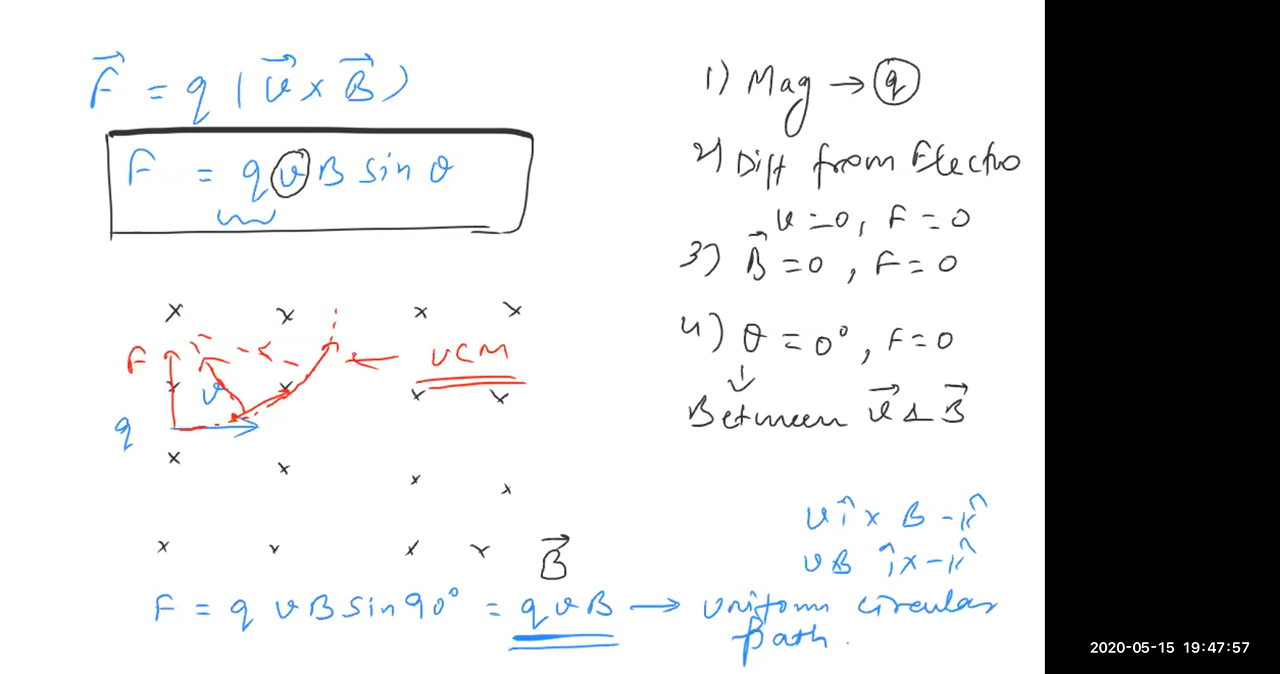 F⃗ = q (v⃗ × B⃗)
F = q v B sin θ
1) Mag → q
2) Diff from Electro
v = 0, F = 0
3) B⃗ = 0, F = 0
4) θ = 0°, F = 0
↓
Between v⃗ & B⃗
× × × ×
F v UCM
q
B⃗
v î × B -k̂
vB î × -k̂
F = q v B sin 90° = q v B → uniform circular
Path.
2020-05-15 19:47:57